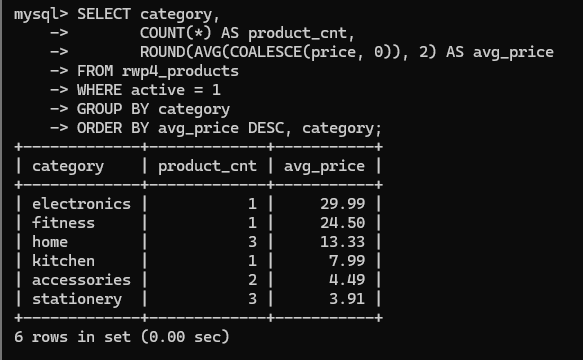 mysql> SELECT category,
    ->        COUNT(*) AS product_cnt,
    ->        ROUND(AVG(COALESCE(price, 0)), 2) AS avg_price
    -> FROM rwp4_products
    -> WHERE active = 1
    -> GROUP BY category
    -> ORDER BY avg_price DESC, category;
+-------------+-------------+-----------+
| category    | product_cnt | avg_price |
+-------------+-------------+-----------+
| electronics |           1 |     29.99 |
| fitness     |           1 |     24.50 |
| home        |           3 |     13.33 |
| kitchen     |           1 |      7.99 |
| accessories |           2 |      4.49 |
| stationery  |           3 |      3.91 |
+-------------+-------------+-----------+
6 rows in set (0.00 sec)